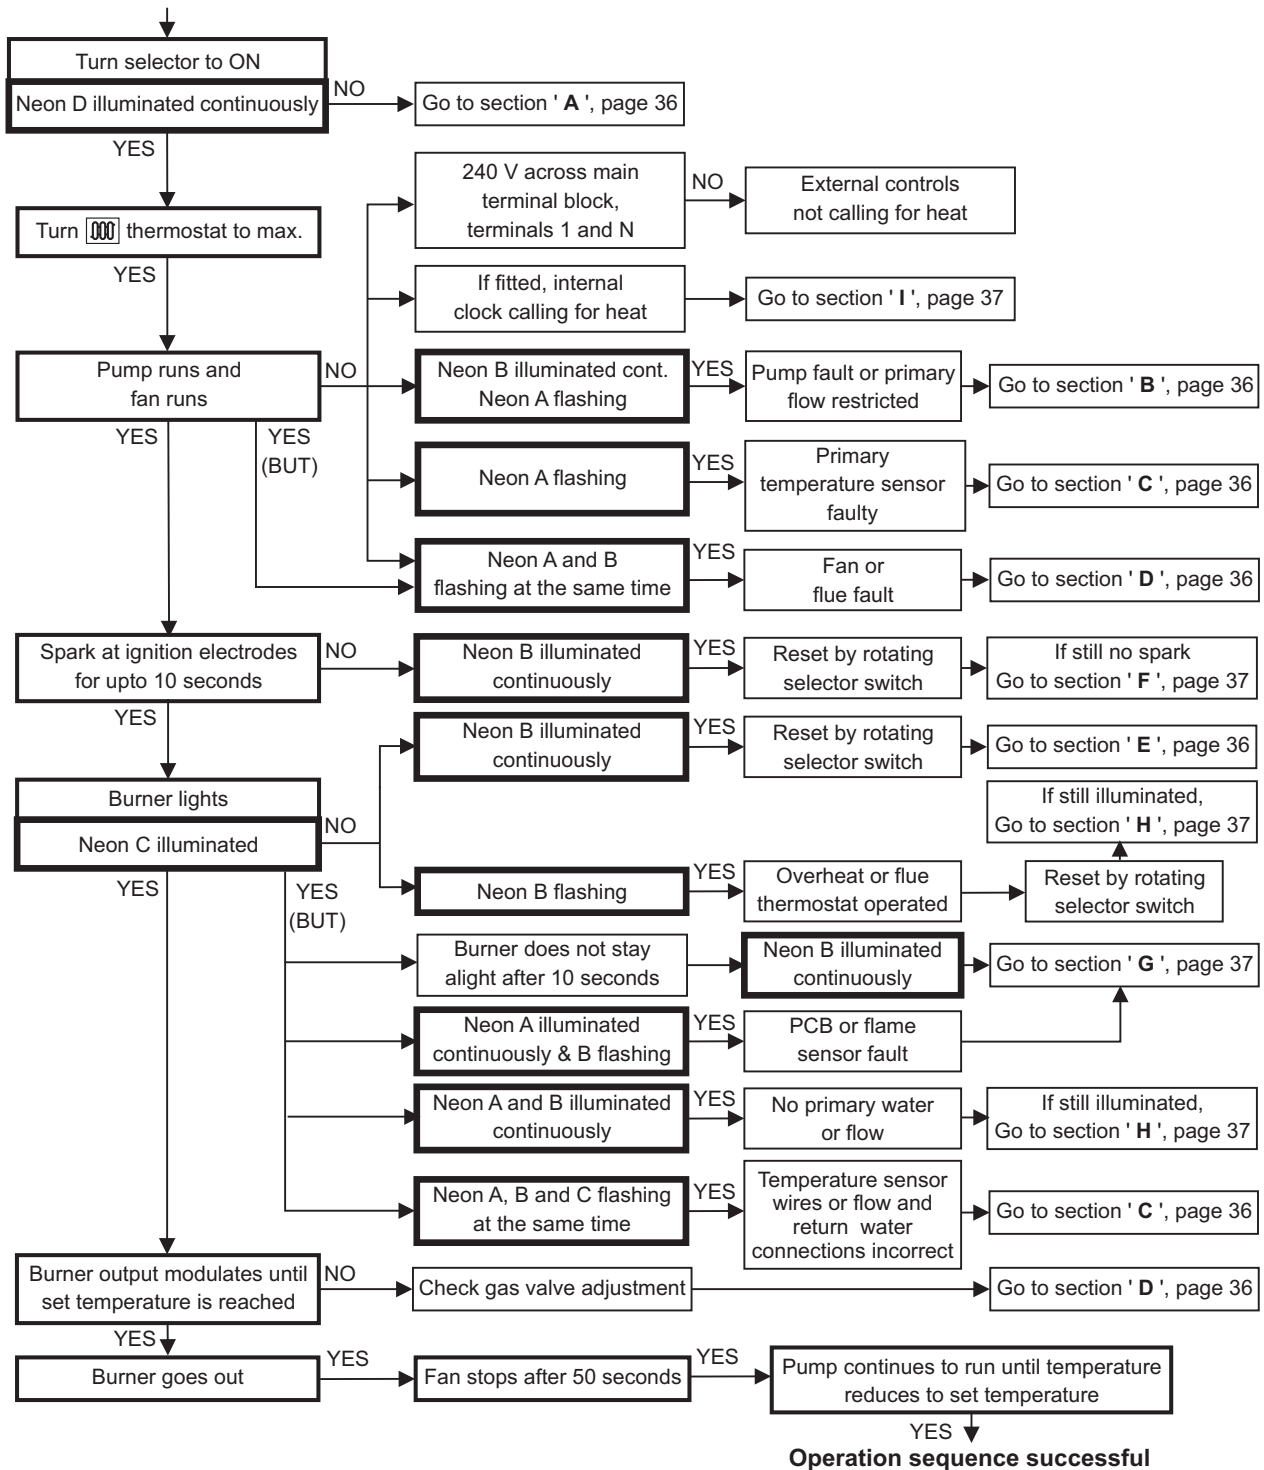 Turn selector to ON
Neon D illuminated continuously
NO
Go to section ' A ', page 36
YES
Turn thermostat to max.
YES
240 V across main
terminal block,
terminals 1 and N
NO
External controls
not calling for heat
If fitted, internal
clock calling for heat
Go to section ' I ', page 37
Pump runs and
fan runs
NO
Neon B illuminated cont.
Neon A flashing
YES
Pump fault or primary
flow restricted
Go to section ' B ', page 36
YES
YES
(BUT)
Neon A flashing
YES
Primary
temperature sensor
faulty
Go to section ' C ', page 36
Neon A and B
flashing at the same time
YES
Fan or
flue fault
Go to section ' D ', page 36
Spark at ignition electrodes
for upto 10 seconds
NO
Neon B illuminated
continuously
YES
Reset by rotating
selector switch
If still no spark
Go to section ' F ', page 37
YES
Neon B illuminated
continuously
YES
Reset by rotating
selector switch
Go to section ' E ', page 36
Burner lights
Neon C illuminated
NO
If still illuminated,
Go to section ' H ', page 37
YES
YES
(BUT)
Neon B flashing
YES
Overheat or flue
thermostat operated
Reset by rotating
selector switch
Burner does not stay
alight after 10 seconds
Neon B illuminated
continuously
Go to section ' G ', page 37
Neon A illuminated
continuously & B flashing
YES
PCB or flame
sensor fault
Neon A and B illuminated
continuously
YES
No primary water
or flow
If still illuminated,
Go to section ' H ', page 37
Neon A, B and C flashing
at the same time
YES
Temperature sensor
wires or flow and
return water
connections incorrect
Go to section ' C ', page 36
Burner output modulates until
set temperature is reached
NO
Check gas valve adjustment
Go to section ' D ', page 36
YES
Burner goes out
YES
Fan stops after 50 seconds
YES
Pump continues to run until temperature
reduces to set temperature
YES
Operation sequence successful